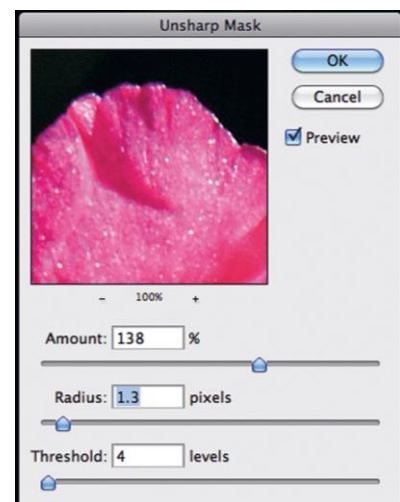 Unsharp Mask
OK
Cancel
Preview
- 100% +
Amount: 138 %
Radius: 1.3 pixels
Threshold: 4 levels